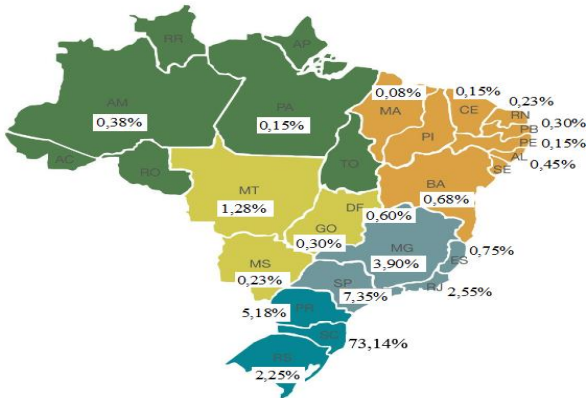 RR
AP
AM
0,38%
PA
0,15%
0,08%
MA
0,15%
CE
0,23%
RN
0,30%
PB
PE
0,15%
AL
0,45%
SE
PI
AC
RO
TO
MT
1,28%
BA
0,68%
DF
0,60%
GO
0,30%
MG
3,90%
ES
0,75%
MS
0,23%
SP
7,35%
RJ
2,55%
PR
5,18%
SC
73,14%
RS
2,25%